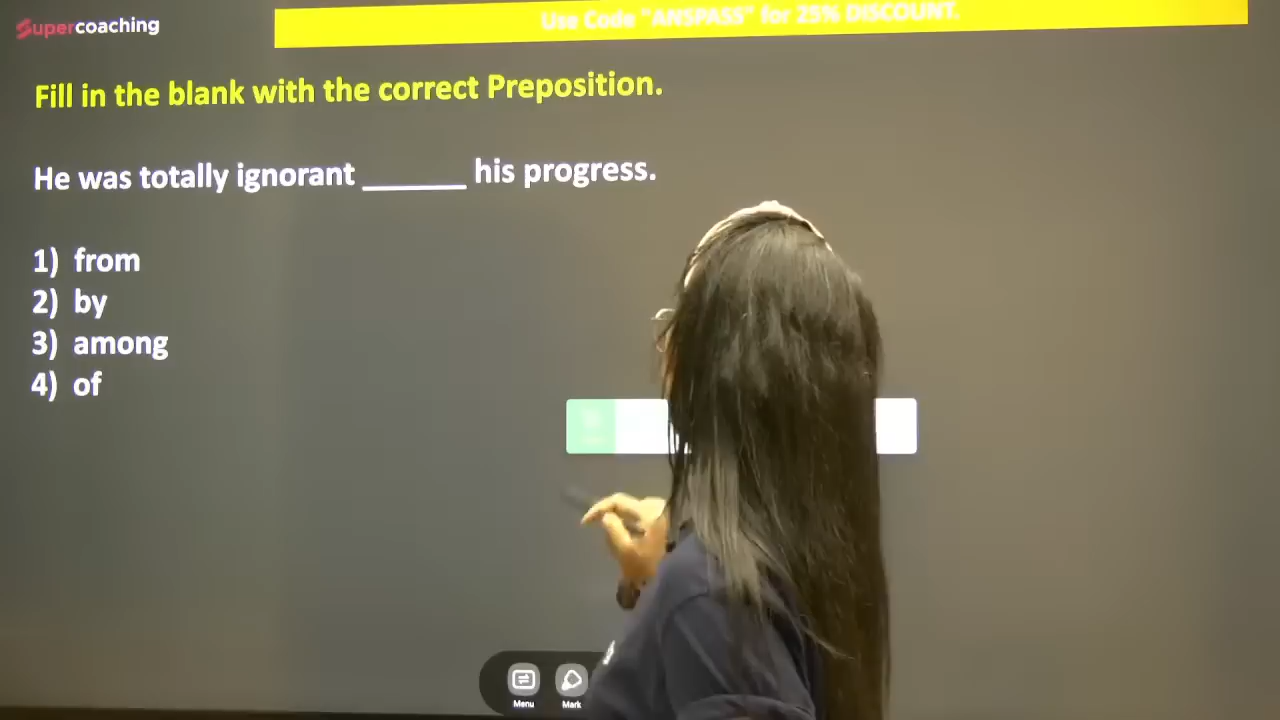 Supercoaching
Use Code "ANSPASS" for 25% DISCOUNT.
Fill in the blank with the correct Preposition.
He was totally ignorant ______ his progress.
1) from
2) by
3) among
4) of
Menu
Mark